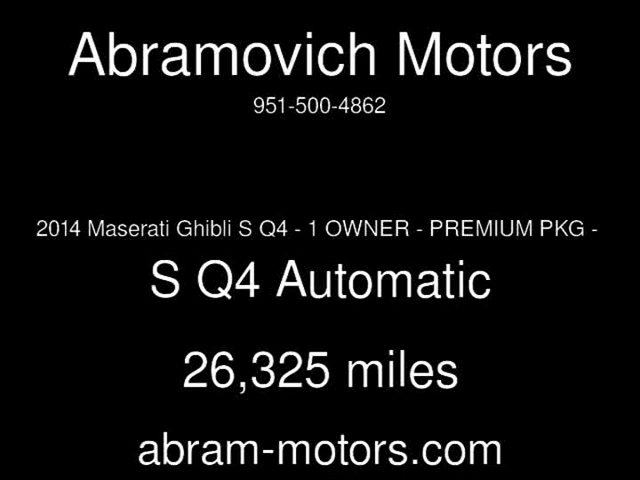 Abramovich Motors
951-500-4862
2014 Maserati Ghibli S Q4 - 1 OWNER - PREMIUM PKG -
S Q4 Automatic
26,325 miles
abram-motors.com